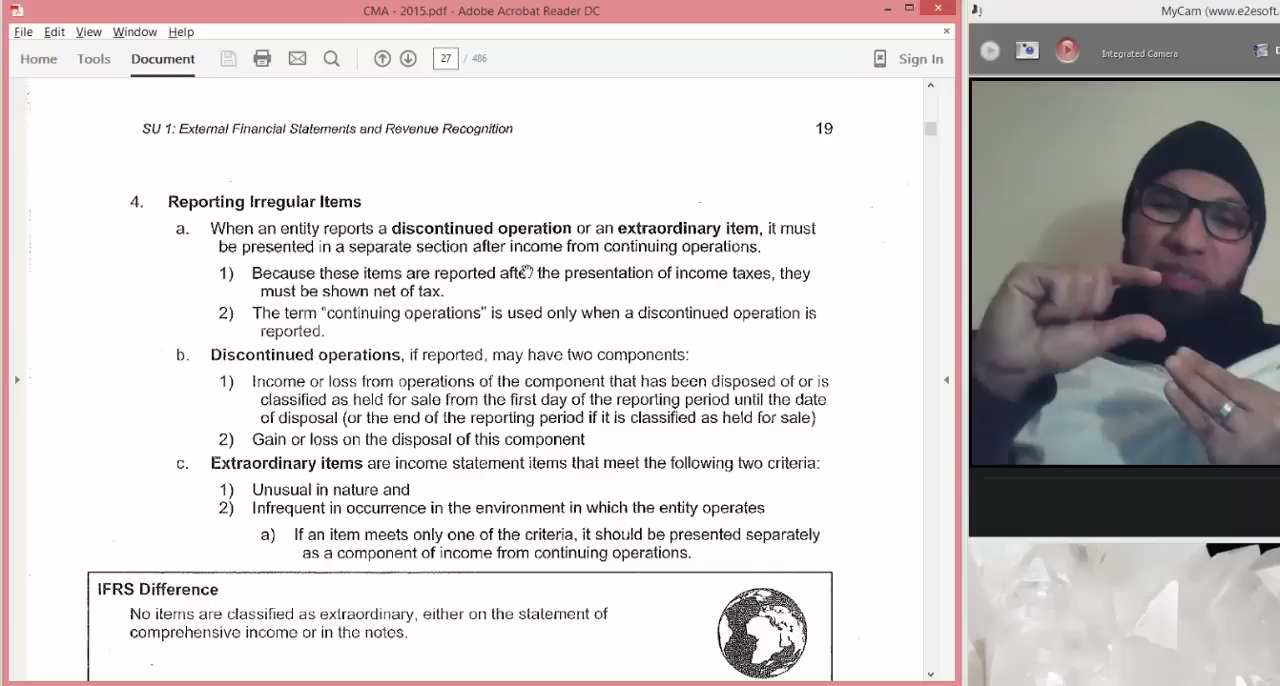 CMA - 2015.pdf - Adobe Acrobat Reader DC
File Edit View Window Help
Home Tools Document 27 / 486 Sign In
SU 1: External Financial Statements and Revenue Recognition 19
4. Reporting Irregular Items
a. When an entity reports a discontinued operation or an extraordinary item, it must
be presented in a separate section after income from continuing operations.
1) Because these items are reported after the presentation of income taxes, they
must be shown net of tax.
2) The term "continuing operations" is used only when a discontinued operation is
reported.
b. Discontinued operations, if reported, may have two components:
1) Income or loss from operations of the component that has been disposed of or is
classified as held for sale from the first day of the reporting period until the date
of disposal (or the end of the reporting period if it is classified as held for sale)
2) Gain or loss on the disposal of this component
c. Extraordinary items are income statement items that meet the following two criteria:
1) Unusual in nature and
2) Infrequent in occurrence in the environment in which the entity operates
a) If an item meets only one of the criteria, it should be presented separately
as a component of income from continuing operations.
IFRS Difference
No items are classified as extraordinary, either on the statement of
comprehensive income or in the notes.
MyCam (www.e2esoft.
Integrated Camera